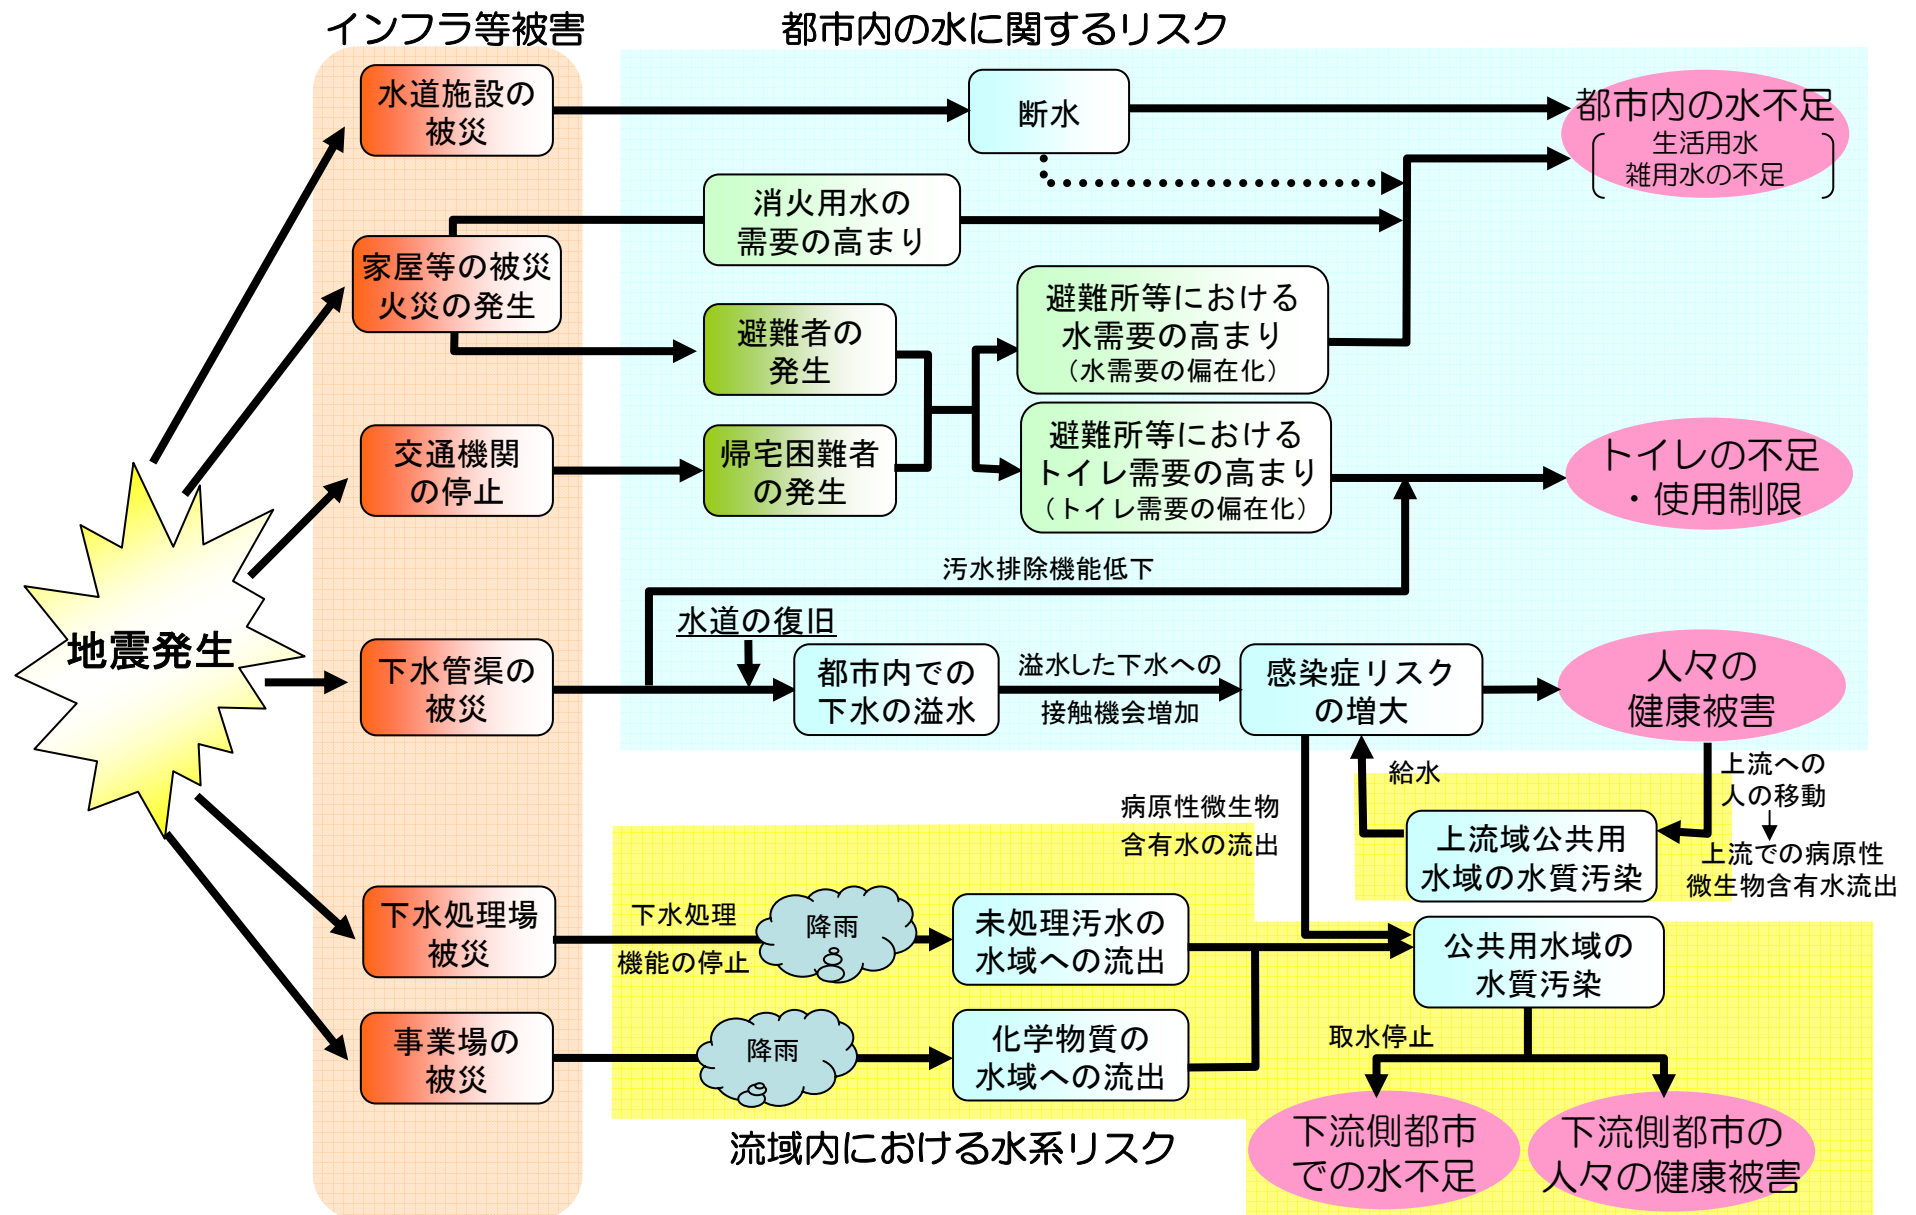 インフラ等被害
都市内の水に関するリスク
水道施設の
被災
断水
都市内の水不足
生活用水
雑用水の不足
消火用水の
需要の高まり
家屋等の被災
火災の発生
避難者の
発生
避難所等における
水需要の高まり
（水需要の偏在化）
交通機関
の停止
帰宅困難者
の発生
避難所等における
トイレ需要の高まり
（トイレ需要の偏在化）
トイレの不足
・使用制限
汚水排除機能低下
水道の復旧
地震発生
下水管渠の
被災
都市内での
下水の溢水
溢水した下水への
接触機会増加
感染症リスク
の増大
人々の
健康被害
給水
上流への
人の移動
病原性微生物
含有水の流出
上流域公共用
水域の水質汚染
上流での病原性
微生物含有水流出
下水処理場
被災
下水処理
機能の停止
降雨
未処理汚水の
水域への流出
公共用水域の
水質汚染
事業場の
被災
降雨
化学物質の
水域への流出
取水停止
下流側都市
での水不足
下流側都市の
人々の健康被害
流域内における水系リスク